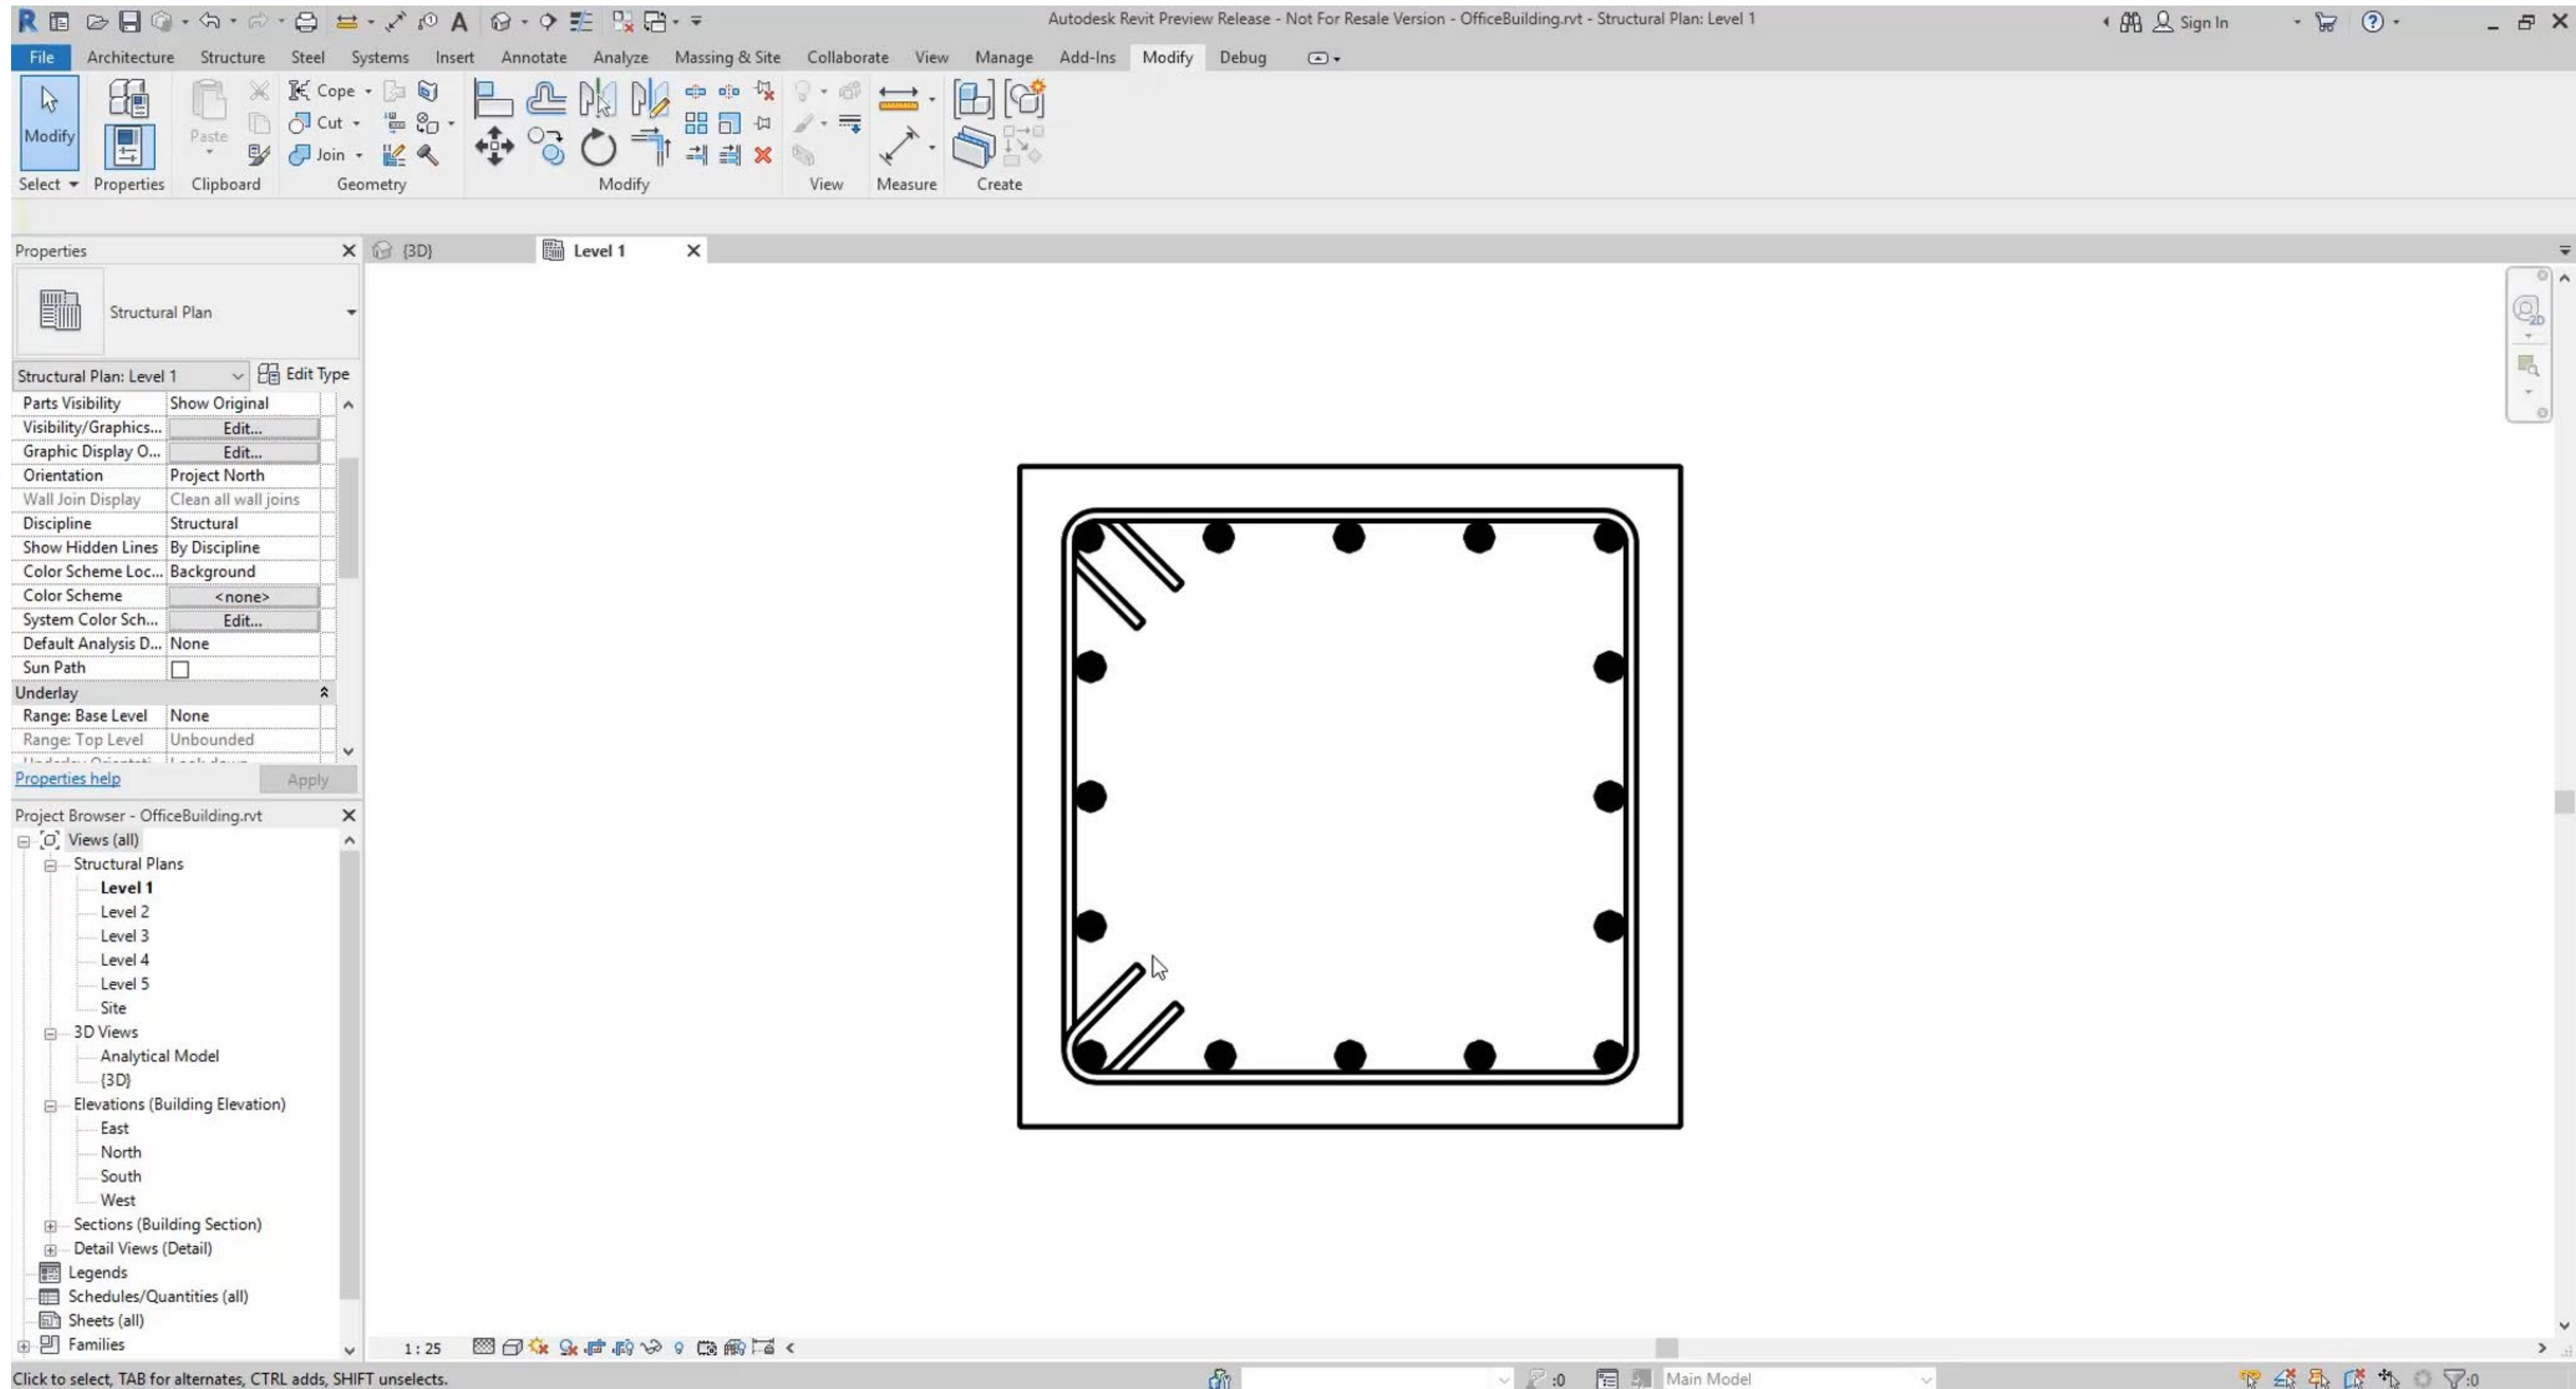 Autodesk Revit Preview Release - Not For Resale Version - OfficeBuilding.rvt - Structural Plan: Level 1
Sign In
File Architecture Structure Steel Systems Insert Annotate Analyze Massing & Site Collaborate View Manage Add-Ins Modify Debug
Modify
Paste
Cope
Cut
Join
Select Properties Clipboard Geometry Modify View Measure Create
Properties
{3D}
Level 1
Structural Plan
Structural Plan: Level 1
Edit Type
Parts Visibility Show Original
Visibility/Graphics... Edit...
Graphic Display O... Edit...
Orientation Project North
Wall Join Display Clean all wall joins
Discipline Structural
Show Hidden Lines By Discipline
Color Scheme Loc... Background
Color Scheme <none>
System Color Sch... Edit...
Default Analysis D... None
Sun Path
Underlay
Range: Base Level None
Range: Top Level Unbounded
Properties help
Apply
Project Browser - OfficeBuilding.rvt
Views (all)
Structural Plans
Level 1
Level 2
Level 3
Level 4
Level 5
Site
3D Views
Analytical Model
{3D}
Elevations (Building Elevation)
East
North
South
West
Sections (Building Section)
Detail Views (Detail)
Legends
Schedules/Quantities (all)
Sheets (all)
Families
1 : 25
Click to select, TAB for alternates, CTRL adds, SHIFT unselects.
:0
Main Model
:0